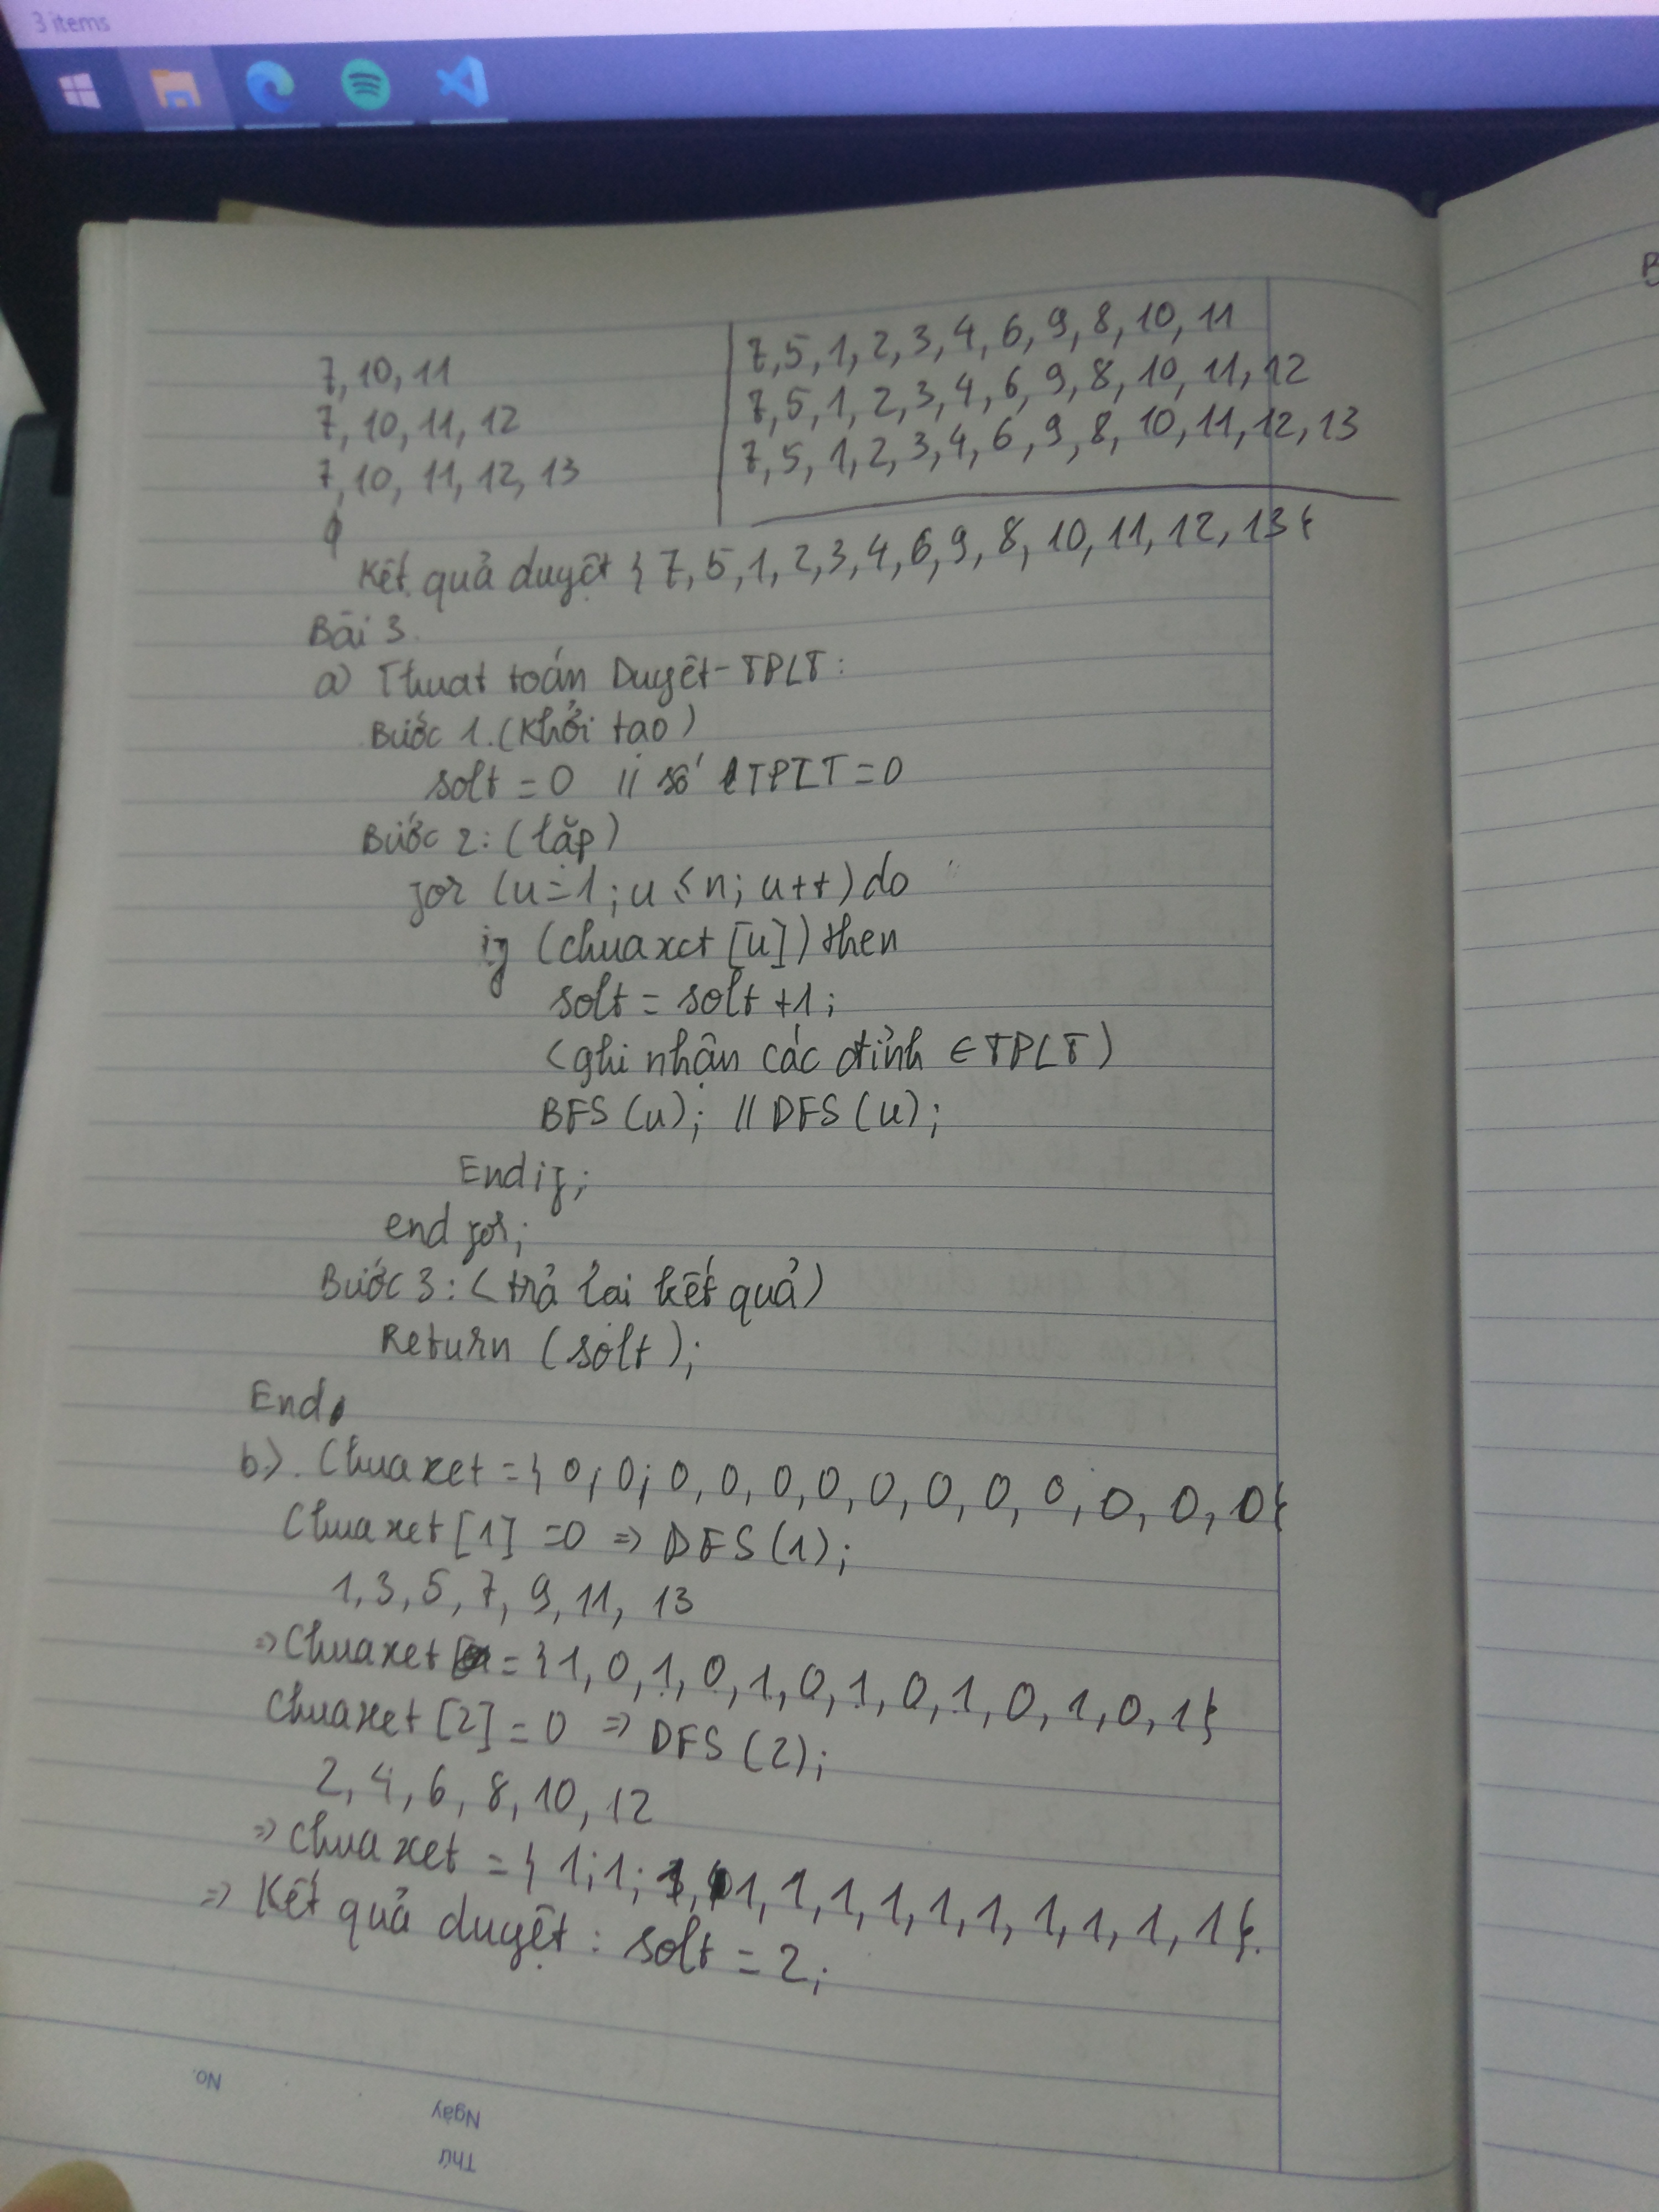 3 items
7, 10, 11
7, 10, 11, 12
7, 10, 11, 12, 13
φ
7, 5, 1, 2, 3, 4, 6, 9, 8, 10, 11
7, 5, 1, 2, 3, 4, 6, 9, 8, 10, 11, 12
7, 5, 1, 2, 3, 4, 6, 9, 8, 10, 11, 12, 13
Kết quả duyệt { 7, 5, 1, 2, 3, 4, 6, 9, 8, 10, 11, 12, 13 }
Bài 3.
a) Thuat toán Duyệt-TPLT:
Bước 1. (Khởi tạo)
solt = 0 // số TPLT = 0
Bước 2: (lặp)
for (u=1; u ≤ n; u++) do
if (chuaxet [u]) then
solt = solt +1;
(ghi nhận các đỉnh ∈ TPLT)
BFS (u); // DFS (u);
Endif;
end for;
Bước 3: (trả lại kết quả)
Return (solt);
End.
b). Chuaxet = { 0; 0; 0, 0, 0, 0, 0, 0, 0, 0, 0, 0, 0 }
Chuaxet [1] = 0 => DFS (1);
1, 3, 5, 7, 9, 11, 13
=> Chuaxet = { 1, 0, 1, 0, 1, 0, 1, 0, 1, 0, 1, 0, 1 }
Chuaxet [2] = 0 => DFS (2);
2, 4, 6, 8, 10, 12
=> chuaxet = { 1; 1; 1, 1, 1, 1, 1, 1, 1, 1, 1, 1, 1 }.
=> Kết quả duyệt : solt = 2;
No.
Ngày
Thứ